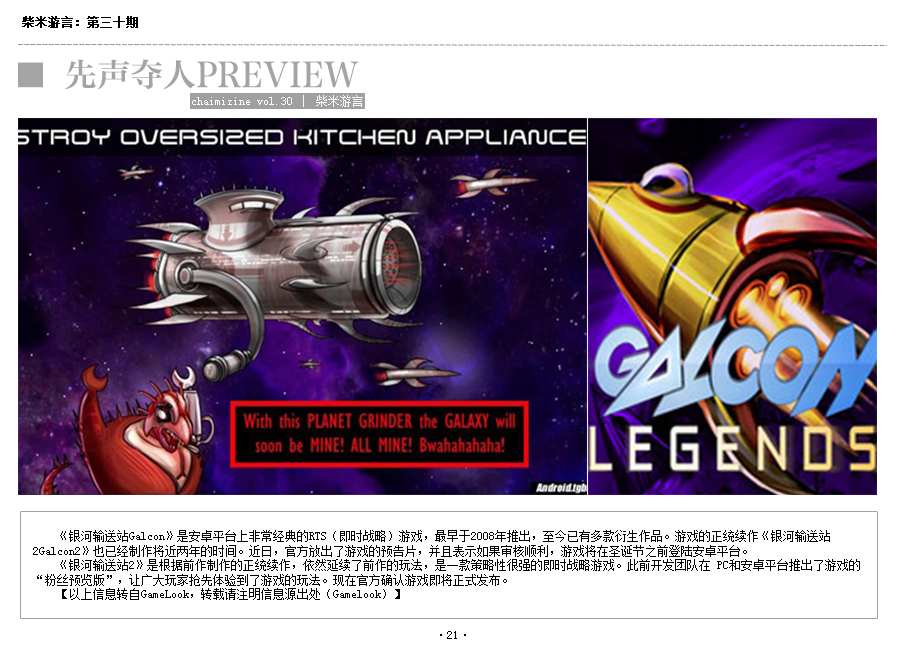 柴米游言：第三十期
先声夺人PREVIEW
chaimizine vol.30 | 柴米游言
STROY OVERSIZED KITCHEN APPLIANCE
With this PLANET GRINDER the GALAXY will
soon be MINE! ALL MINE! Bwahahahaha!
Android.tgb
GALCON
LEGENDS
《银河输送站Galcon》是安卓平台上非常经典的RTS（即时战略）游戏，最早于2008年推出，至今已有多款衍生作品。游戏的正统续作《银河输送站
2Galcon2》也已经制作将近两年的时间。近日，官方放出了游戏的预告片，并且表示如果审核顺利，游戏将在圣诞节之前登陆安卓平台。
《银河输送站2》是根据前作制作的正统续作，依然延续了前作的玩法，是一款策略性很强的即时战略游戏。此前开发团队在 PC和安卓平台推出了游戏的
“粉丝预览版”，让广大玩家抢先体验到了游戏的玩法。现在官方确认游戏即将正式发布。
【以上信息转自GameLook，转载请注明信息源出处（Gamelook）】
·21·